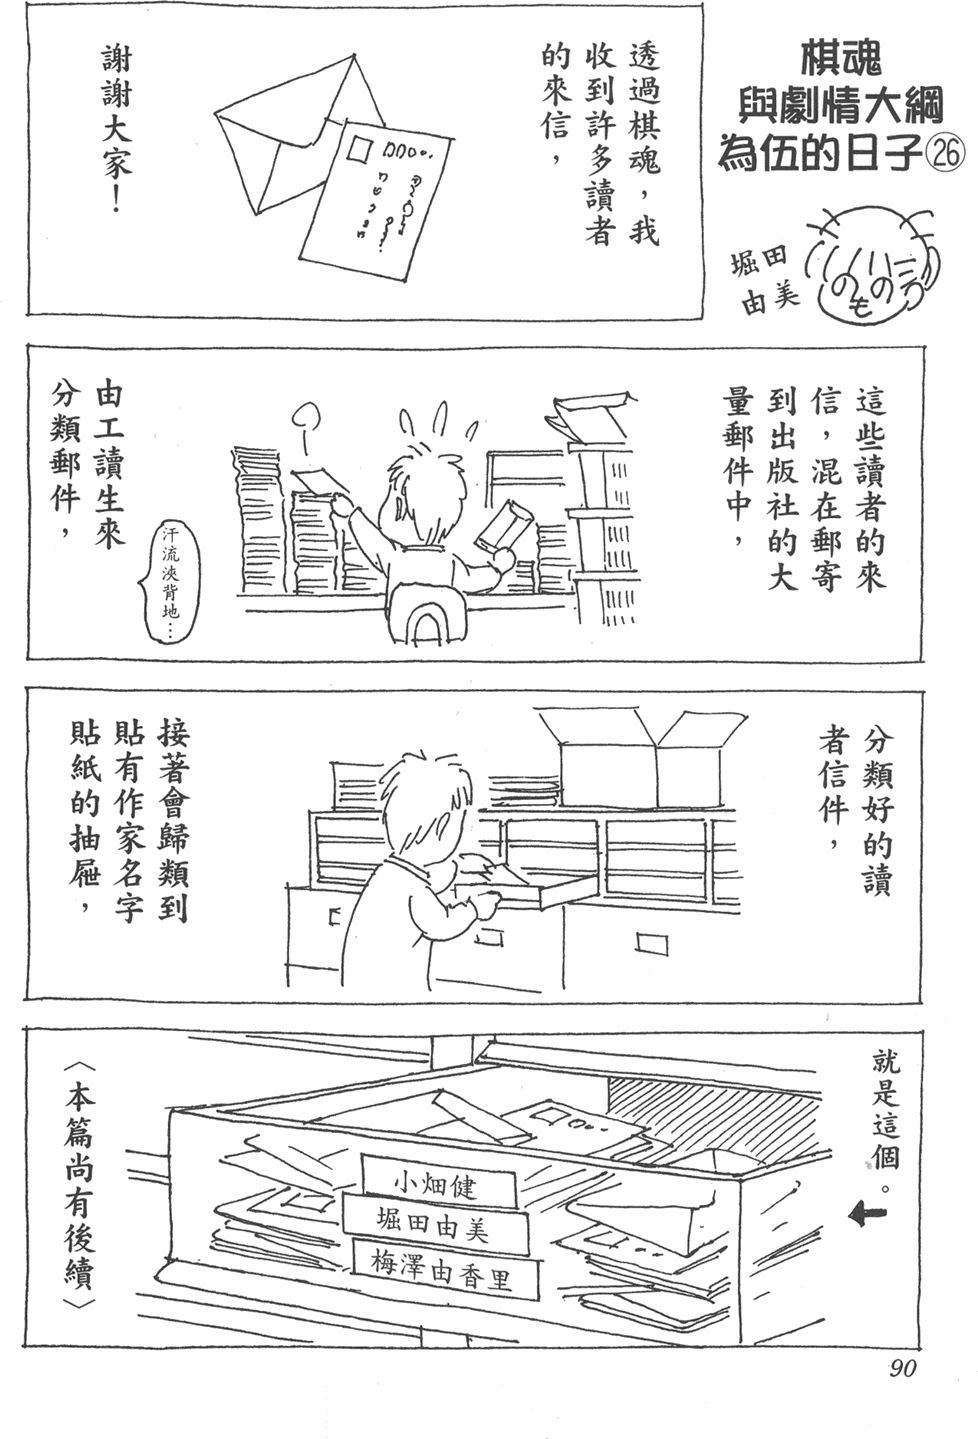 棋魂
與劇情大綱
為伍的日子㉖
堀田
由美
透過棋魂，我
收到許多讀者
的來信，
謝謝大家！
這些讀者的來
信，混在郵寄
到出版社的大
量郵件中，
由工讀生來
分類郵件，
汗流浹背地…
分類好的讀
者信件，
接著會歸類到
貼有作家名字
貼紙的抽屜，
就是這個。
小畑健
堀田由美
梅澤由香里
〈本篇尚有後續〉
90